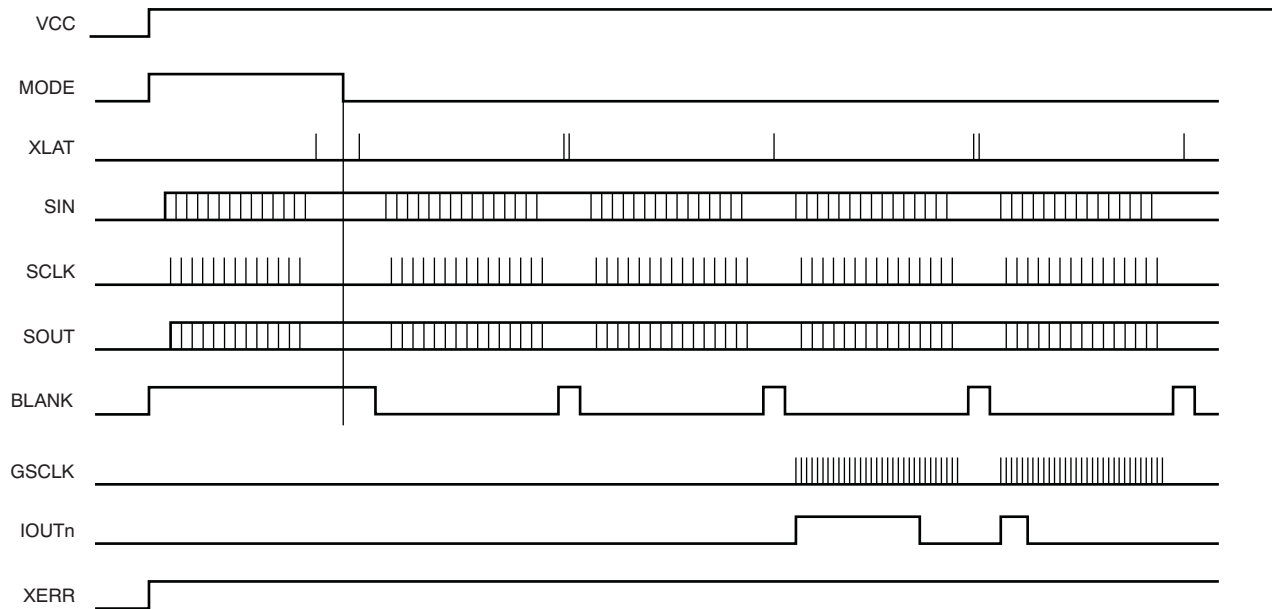 VCC
MODE
XLAT
SIN
SCLK
SOUT
BLANK
GSCLK
IOUTn
XERR